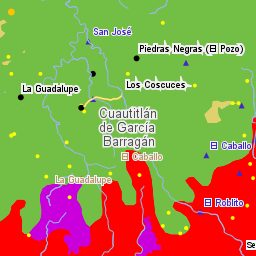 San José
Piedras Negras (El Pozo)
La Guadalupe
Los Coscuces
Cuautitlán
de García
Barragán
El Caballo
El Caballo
La Guadalupe
El Roblito
Se